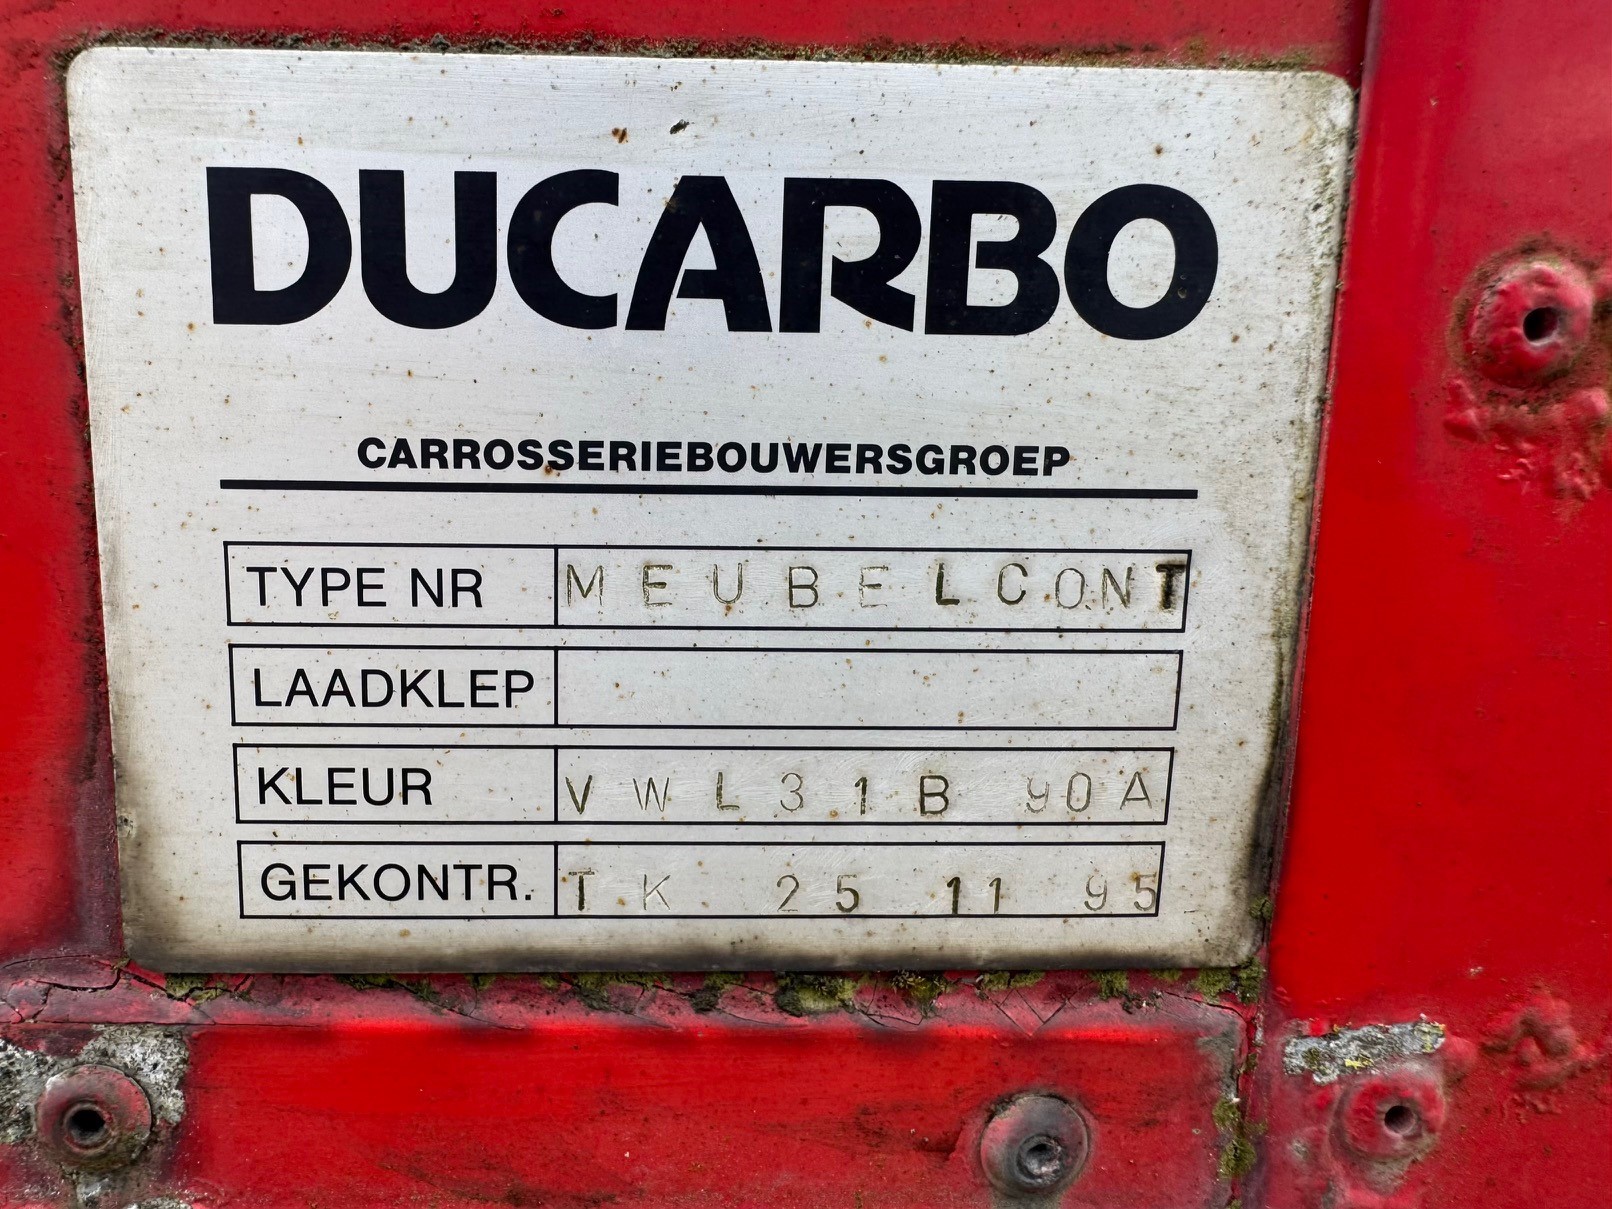 DUCARBO
CARROSSERIEBOUWERSGROEP
TYPE NR MEUBELCONT
LAADKLEP
KLEUR VWL31B 90A
GEKONTR. TK. 25 11 95